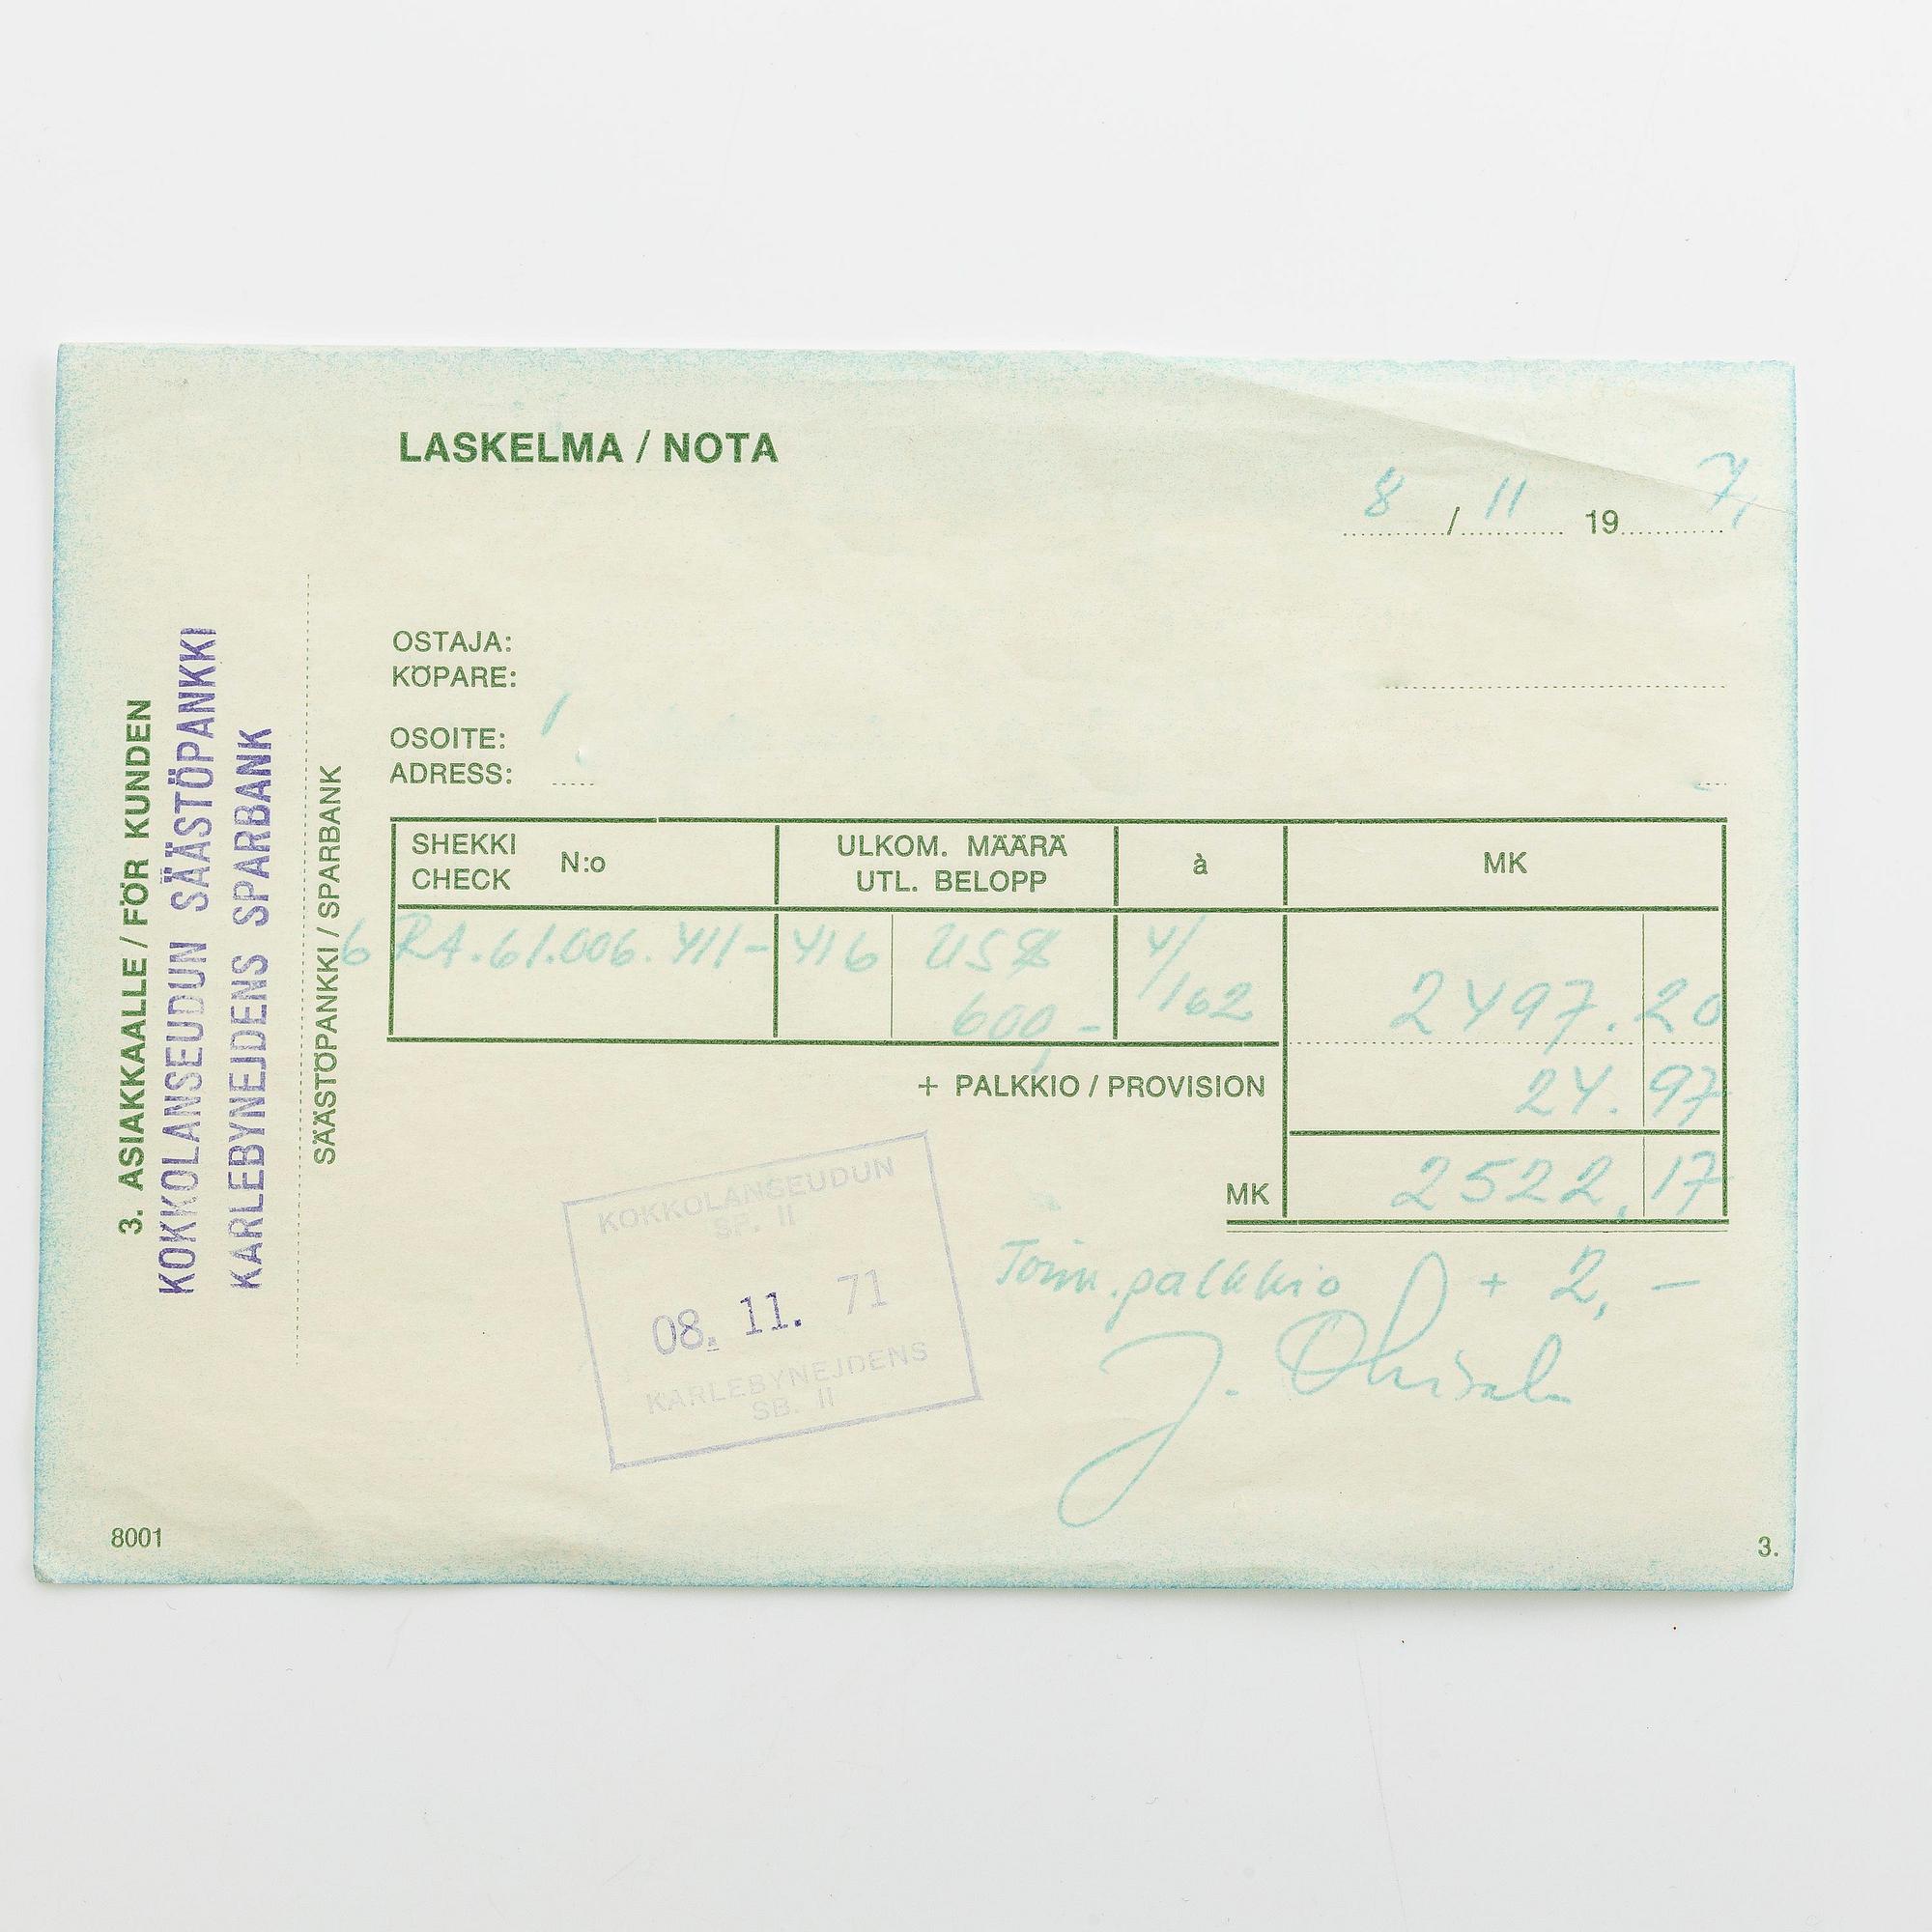 LASKELMA / NOTA
8 / 11 19 71
OSTAJA:
KÖPARE:
OSOITE:
ADRESS:
3. ASIAKKAALLE / FÖR KUNDEN
KOKKOLANSEUDUN SÄÄSTÖPANKKI
KARLEBYNEJDENS SPARBANK
SÄÄSTÖPANKKI / SPARBANK
SHEKKI
CHECK N:o
ULKOM. MÄÄRÄ
UTL. BELOPP
à
MK
6 RA.61.006.411-416 US$ 4/
600,- /162 2497.20
+ PALKKIO / PROVISION 24.97
MK 2522,17
Toim.palkkio + 2,-
KOKKOLANSEUDUN
SP. II
08. 11. 71
KARLEBYNEJDENS
SB. II
8001
3.